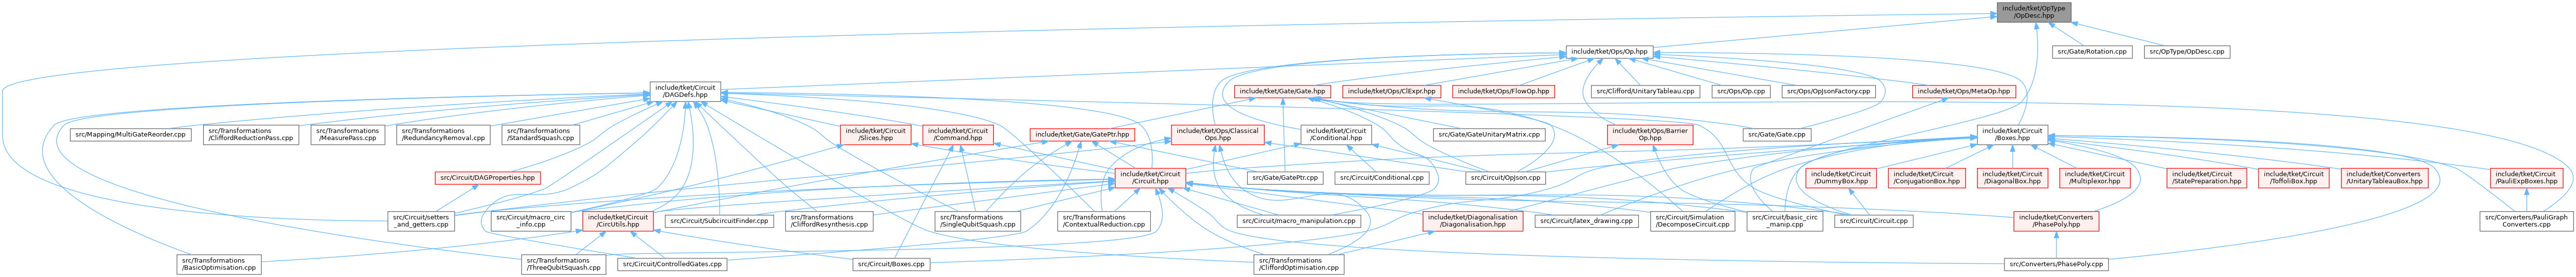 include/tket/OpType
/OpDesc.hpp
include/tket/Ops/Op.hpp
src/Gate/Rotation.cpp
src/OpType/OpDesc.cpp
include/tket/Circuit
/DAGDefs.hpp
include/tket/Gate/Gate.hpp
include/tket/Ops/ClExpr.hpp
include/tket/Ops/FlowOp.hpp
src/Clifford/UnitaryTableau.cpp
src/Ops/Op.cpp
src/Ops/OpJsonFactory.cpp
include/tket/Ops/MetaOp.hpp
src/Mapping/MultiGateReorder.cpp
src/Transformations
/CliffordReductionPass.cpp
src/Transformations
/MeasurePass.cpp
src/Transformations
/RedundancyRemoval.cpp
src/Transformations
/StandardSquash.cpp
include/tket/Circuit
/Slices.hpp
include/tket/Circuit
/Command.hpp
include/tket/Gate/GatePtr.hpp
include/tket/Ops/Classical
Ops.hpp
include/tket/Circuit
/Conditional.hpp
src/Gate/GateUnitaryMatrix.cpp
src/Gate/Gate.cpp
include/tket/Ops/Barrier
Op.hpp
include/tket/Circuit
/Boxes.hpp
src/Circuit/DAGProperties.hpp
include/tket/Circuit
/Circuit.hpp
src/Gate/GatePtr.cpp
src/Circuit/Conditional.cpp
src/Circuit/OpJson.cpp
include/tket/Circuit
/DummyBox.hpp
include/tket/Circuit
/ConjugationBox.hpp
include/tket/Circuit
/DiagonalBox.hpp
include/tket/Circuit
/Multiplexor.hpp
include/tket/Circuit
/StatePreparation.hpp
include/tket/Circuit
/ToffoliBox.hpp
include/tket/Converters
/UnitaryTableauBox.hpp
include/tket/Circuit
/PauliExpBoxes.hpp
src/Circuit/setters
_and_getters.cpp
src/Circuit/macro_circ
_info.cpp
include/tket/Circuit
/CircUtils.hpp
src/Circuit/SubcircuitFinder.cpp
src/Transformations
/CliffordResynthesis.cpp
src/Transformations
/SingleQubitSquash.cpp
src/Transformations
/ContextualReduction.cpp
src/Circuit/macro_manipulation.cpp
include/tket/Diagonalisation
/Diagonalisation.hpp
src/Circuit/latex_drawing.cpp
src/Circuit/Simulation
/DecomposeCircuit.cpp
src/Circuit/basic_circ
_manip.cpp
src/Circuit/Circuit.cpp
include/tket/Converters
/PhasePoly.hpp
src/Converters/PauliGraph
Converters.cpp
src/Transformations
/BasicOptimisation.cpp
src/Transformations
/ThreeQubitSquash.cpp
src/Circuit/ControlledGates.cpp
src/Circuit/Boxes.cpp
src/Transformations
/CliffordOptimisation.cpp
src/Converters/PhasePoly.cpp